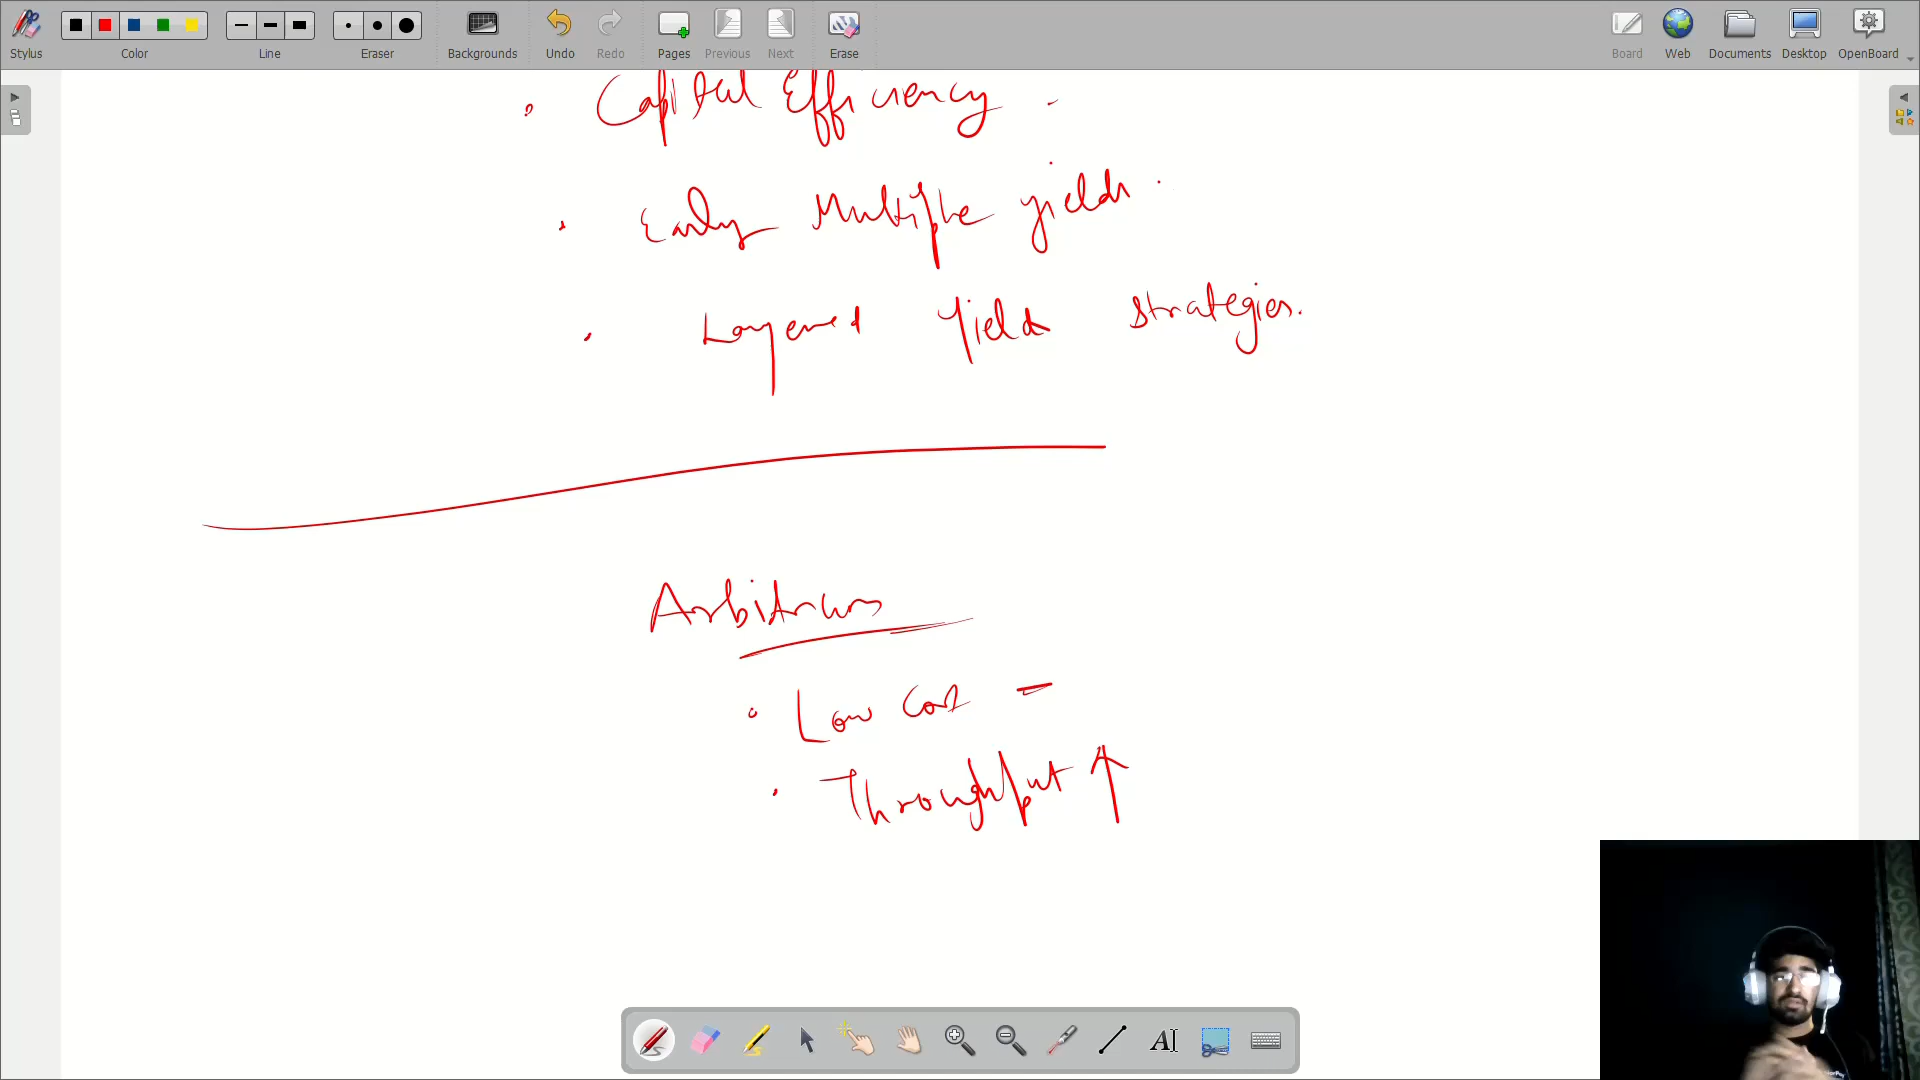 Stylus Color Line Eraser Backgrounds Undo Redo Pages Previous Next Erase Board Web Documents Desktop OpenBoard
• Capital Efficiency .
• Early Multiple yields .
• Layered Yield Strategies.
Arbitrum
• Low Cost –
• Throughput ↑